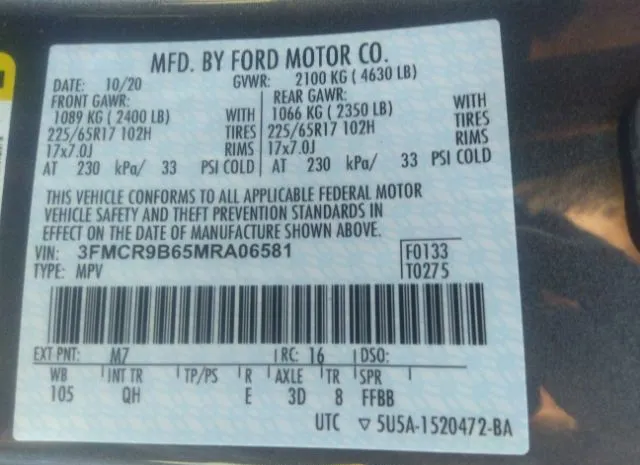 MFD. BY FORD MOTOR CO.
DATE: 10/20 GVWR: 2100 KG ( 4630 LB)
FRONT GAWR: REAR GAWR:
1089 KG ( 2400 LB) WITH 1066 KG ( 2350 LB) WITH
225/65R17 102H TIRES 225/65R17 102H TIRES
17x7.0J RIMS 17x7.0J RIMS
AT 230 kPa/ 33 PSI COLD AT 230 kPa/ 33 PSI COLD
THIS VEHICLE CONFORMS TO ALL APPLICABLE FEDERAL MOTOR
VEHICLE SAFETY AND THEFT PREVENTION STANDARDS IN
EFFECT ON THE DATE OF MANUFACTURE SHOWN ABOVE.
VIN: 3FMCR9B65MRA06581 F0133
TYPE: MPV T0275
EXT PNT: M7 RC: 16 DSO:
WB INT TR TP/PS R AXLE TR SPR
105 QH E 3D 8 FFBB
UTC ▽ 5U5A-1520472-BA